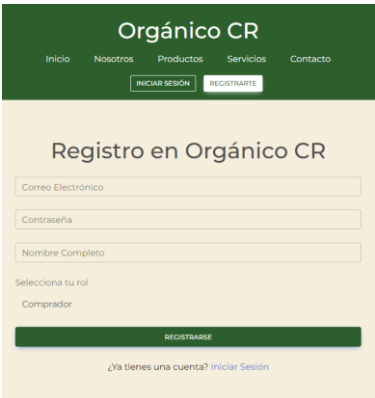 Orgánico CR
Inicio Nosotros Productos Servicios Contacto
INICIAR SESIÓN REGISTRARTE
Registro en Orgánico CR
Correo Electrónico
Contraseña
Nombre Completo
Selecciona tu rol
Comprador
REGISTRARSE
¿Ya tienes una cuenta? Iniciar Sesión